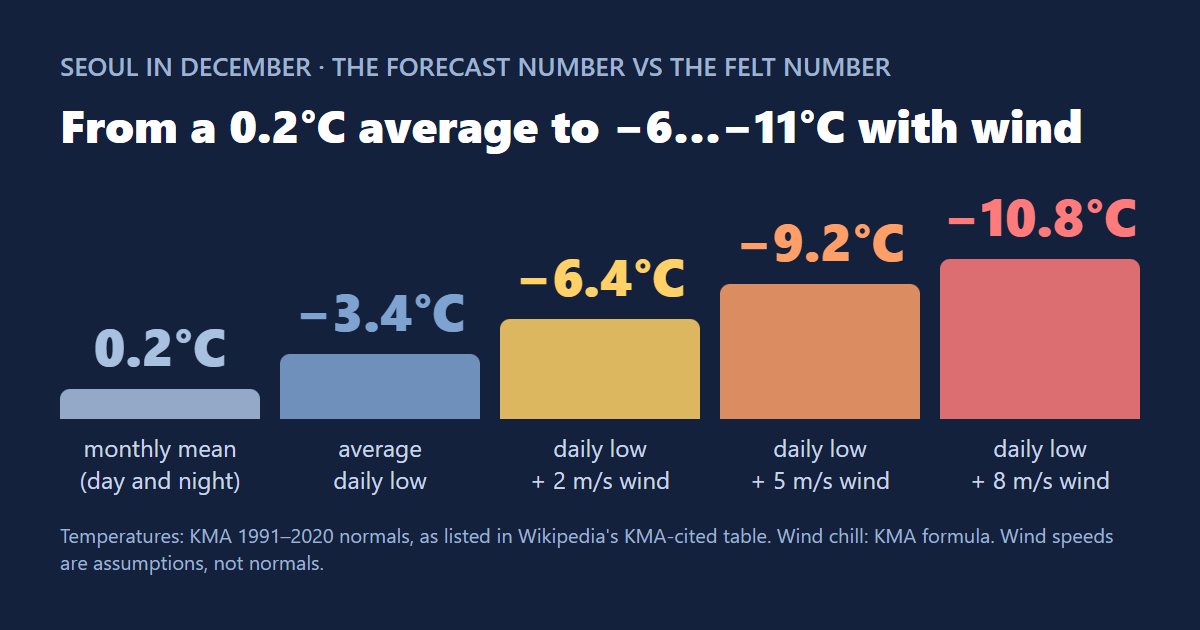 SEOUL IN DECEMBER · THE FORECAST NUMBER VS THE FELT NUMBER
From a 0.2°C average to −6…−11°C with wind
0.2°C
−3.4°C
−6.4°C
−9.2°C
−10.8°C
monthly mean
(day and night)
average
daily low
daily low
+ 2 m/s wind
daily low
+ 5 m/s wind
daily low
+ 8 m/s wind
Temperatures: KMA 1991–2020 normals, as listed in Wikipedia's KMA-cited table. Wind chill: KMA formula. Wind speeds
are assumptions, not normals.